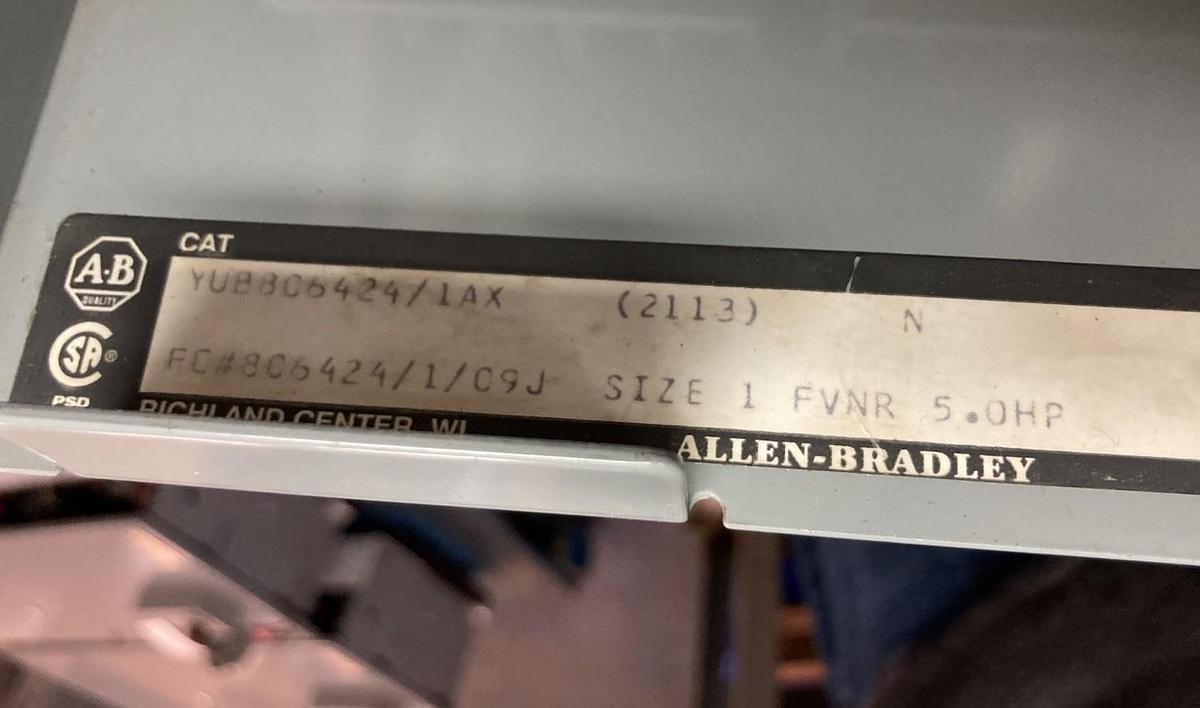 CAT
A-B
QUALITY
YUB8C6424/1AX (2113) N
SA®
FC#8C6424/1/C9J SIZE 1 FVNR 5.0HP
PSD
RICHLAND CENTER, WI
ALLEN-BRADLEY